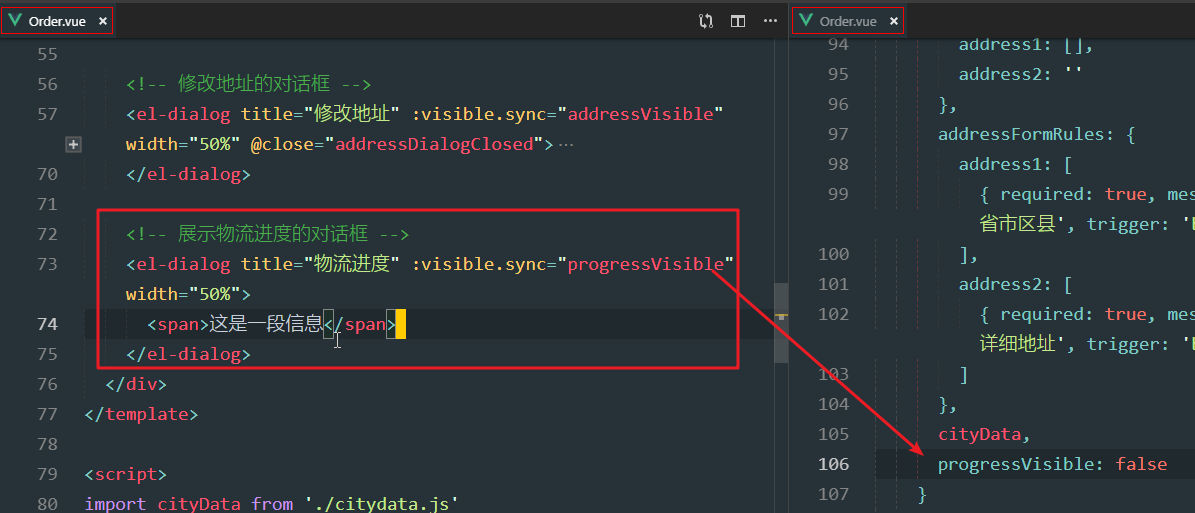 Order.vue
55
56 <!-- 修改地址的对话框 -->
57 <el-dialog title="修改地址" :visible.sync="addressVisible"
width="50%" @close="addressDialogClosed">
70 </el-dialog>
71
72 <!-- 展示物流进度的对话框 -->
73 <el-dialog title="物流进度" :visible.sync="progressVisible"
width="50%">
74 <span>这是一段信息</span>
75 </el-dialog>
76 </div>
77 </template>
78
79 <script>
80 import cityData from './citydata.js'
Order.vue
94 address1: [],
95 address2: ''
96 },
97 addressFormRules: {
98 address1: [
99 { required: true, mes
省市区县', trigger: '
100 ],
101 address2: [
102 { required: true, mes
详细地址', trigger: '
103 ]
104 },
105 cityData,
106 progressVisible: false
107 }